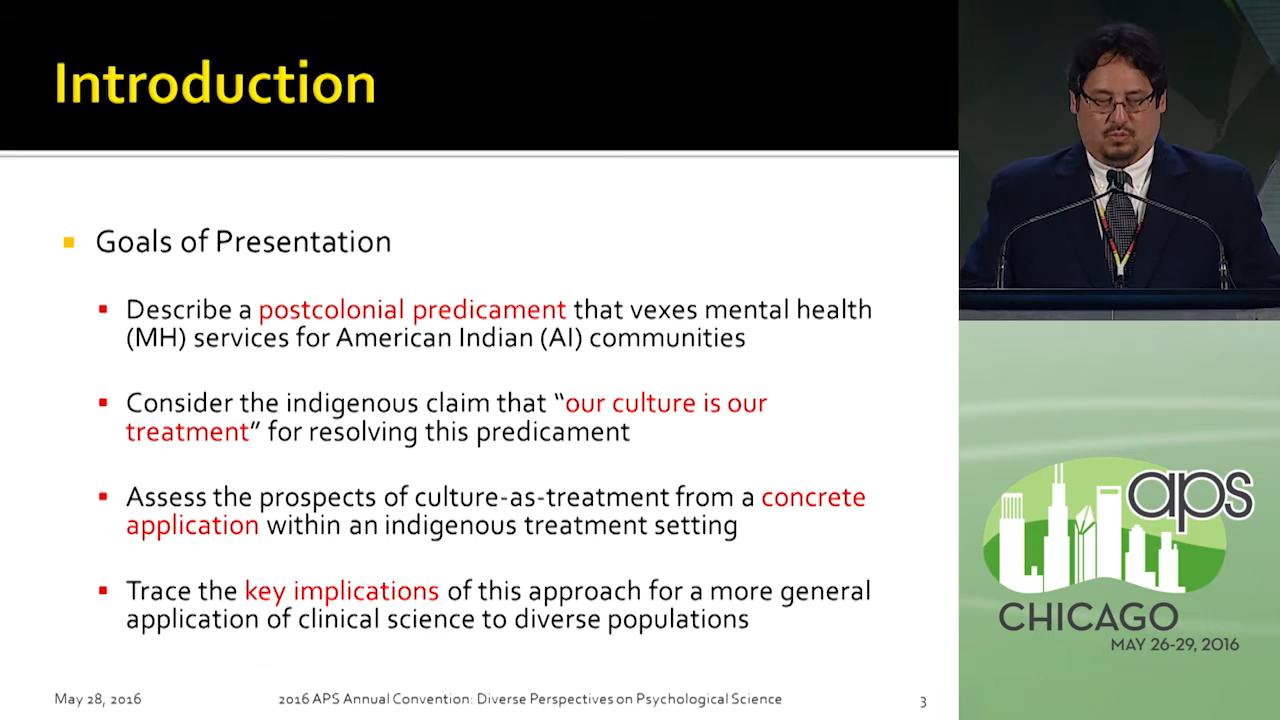 Introduction
Goals of Presentation
Describe a postcolonial predicament that vexes mental health
(MH) services for American Indian (AI) communities
Consider the indigenous claim that “our culture is our
treatment” for resolving this predicament
Assess the prospects of culture-as-treatment from a concrete
application within an indigenous treatment setting
Trace the key implications of this approach for a more general
application of clinical science to diverse populations
May 28, 2016
2016 APS Annual Convention: Diverse Perspectives on Psychological Science
3
aps
CHICAGO
MAY 26-29, 2016